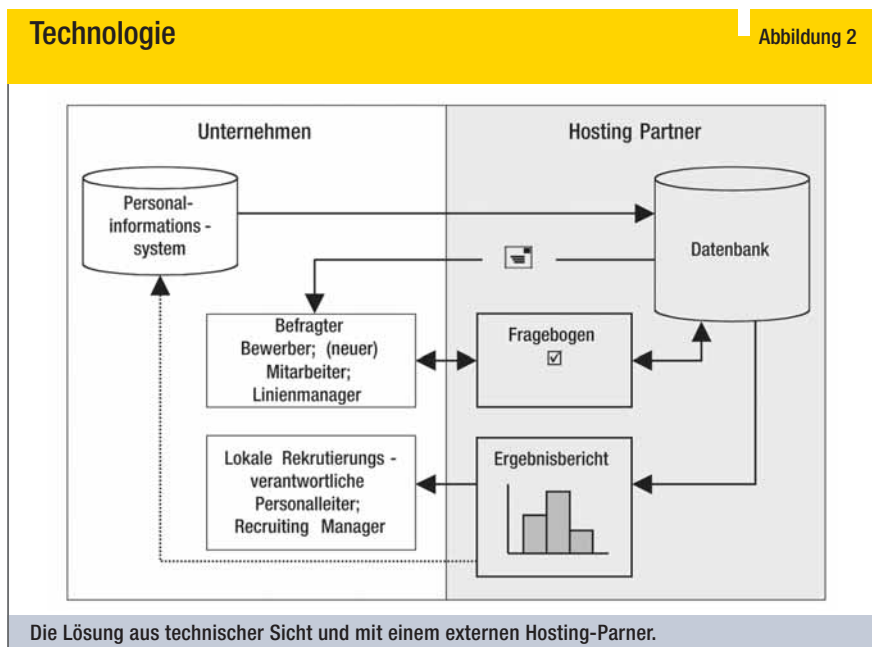 Technologie
Abbildung 2
Unternehmen
Hosting Partner
Personal-
informations -
system
Datenbank
Befragter
Bewerber; (neuer)
Mitarbeiter;
Linienmanager
Fragebogen
☑
Lokale Rekrutierungs -
verantwortliche
Personalleiter;
Recruiting Manager
Ergebnisbericht
Die Lösung aus technischer Sicht und mit einem externen Hosting-Parner.